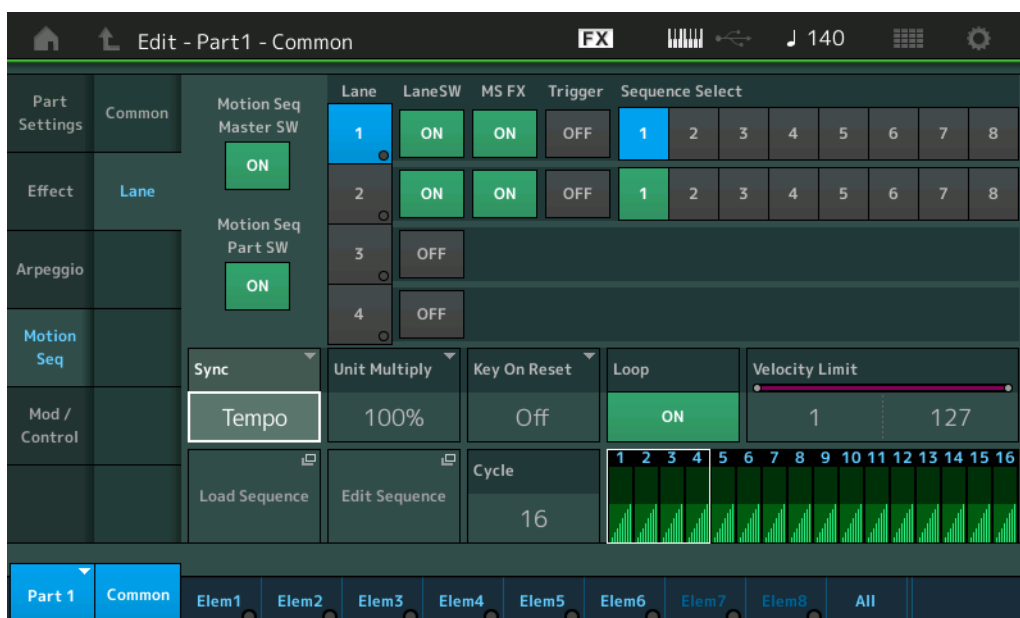 Edit - Part1 - Common FX ♩ 140
Part Settings
Effect
Arpeggio
Motion Seq
Mod / Control
Common
Lane
Motion Seq Master SW
ON
Motion Seq Part SW
ON
Lane LaneSW MS FX Trigger Sequence Select
1 ON ON OFF 1 2 3 4 5 6 7 8
2 ON ON OFF 1 2 3 4 5 6 7 8
3 OFF
4 OFF
Sync Unit Multiply Key On Reset Loop Velocity Limit
Tempo 100% Off ON 1 127
Load Sequence Edit Sequence Cycle
16
1 2 3 4 5 6 7 8 9 10 11 12 13 14 15 16
Part 1 Common Elem1 Elem2 Elem3 Elem4 Elem5 Elem6 Elem7 Elem8 All